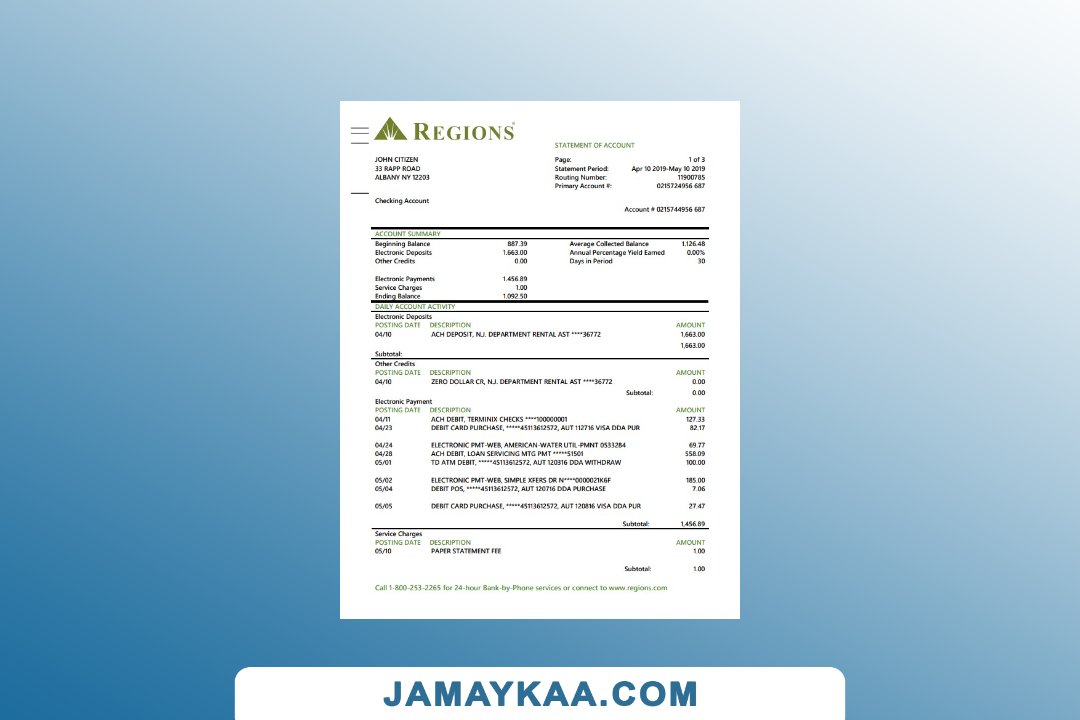 REGIONS
STATEMENT OF ACCOUNT
JOHN CITIZEN
33 RAPP ROAD
ALBANY NY 12203
Page: 1 of 3
Statement Period: Apr 10 2019-May 10 2019
Routing Number: 11900785
Primary Account #: 0215724956 687
Checking Account
Account # 0215744956 687
ACCOUNT SUMMARY
Beginning Balance 887.39 Average Collected Balance 1.126.48
Electronic Deposits 1.663.00 Annual Percentage Yield Earned 0.00%
Other Credits 0.00 Days in Period 30
Electronic Payments 1.456.89
Service Charges 1.00
Ending Balance 1.092.50
DAILY ACCOUNT ACTIVITY
Electronic Deposits
POSTING DATE DESCRIPTION AMOUNT
04/10 ACH DEPOSIT, N.J. DEPARTMENT RENTAL AST ****36772 1,663.00
1,663.00
Subtotal:
Other Credits
POSTING DATE DESCRIPTION AMOUNT
04/10 ZERO DOLLAR CR, N.J. DEPARTMENT RENTAL AST ****36772 0.00
Subtotal: 0.00
Electronic Payment
POSTING DATE DESCRIPTION AMOUNT
04/11 ACH DEBIT, TERMINIX CHECKS ****100000001 127.33
04/23 DEBIT CARD PURCHASE, *****45113612572, AUT 112716 VISA DDA PUR 82.17
04/24 ELECTRONIC PMT-WEB, AMERICAN-WATER UTIL-PMNT 0533284 69.77
04/28 ACH DEBIT, LOAN SERVICING MTG PMT *****51501 558.09
05/01 TD ATM DEBIT, *****45113612572, AUT 120316 DDA WITHDRAW 100.00
05/02 ELECTRONIC PMT-WEB, SIMPLE XFERS DR N****0000021K6F 185.00
05/04 DEBIT POS, *****45113612572, AUT 120716 DDA PURCHASE 7.06
05/05 DEBIT CARD PURCHASE, *****45113612572, AUT 120816 VISA DDA PUR 27.47
Subtotal: 1,456.89
Service Charges
POSTING DATE DESCRIPTION AMOUNT
05/10 PAPER STATEMENT FEE 1.00
Subtotal: 1.00
Call 1-800-253-2265 for 24-hour Bank-by-Phone services or connect to www.regions.com
JAMAYKAA.COM